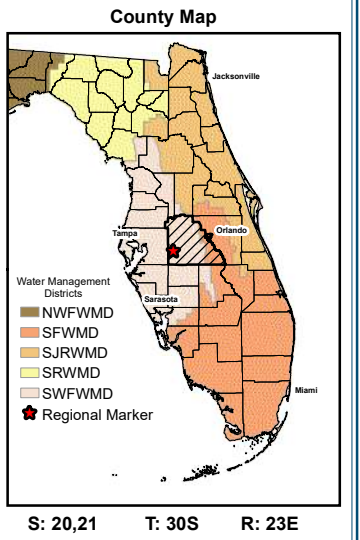 County Map
Jacksonville
Orlando
Tampa
Water Management
Districts
Sarasota
NWFWMD
SFWMD
SJRWMD
SRWMD
SWFWMD
Regional Marker
Miami
S: 20,21 T: 30S R: 23E